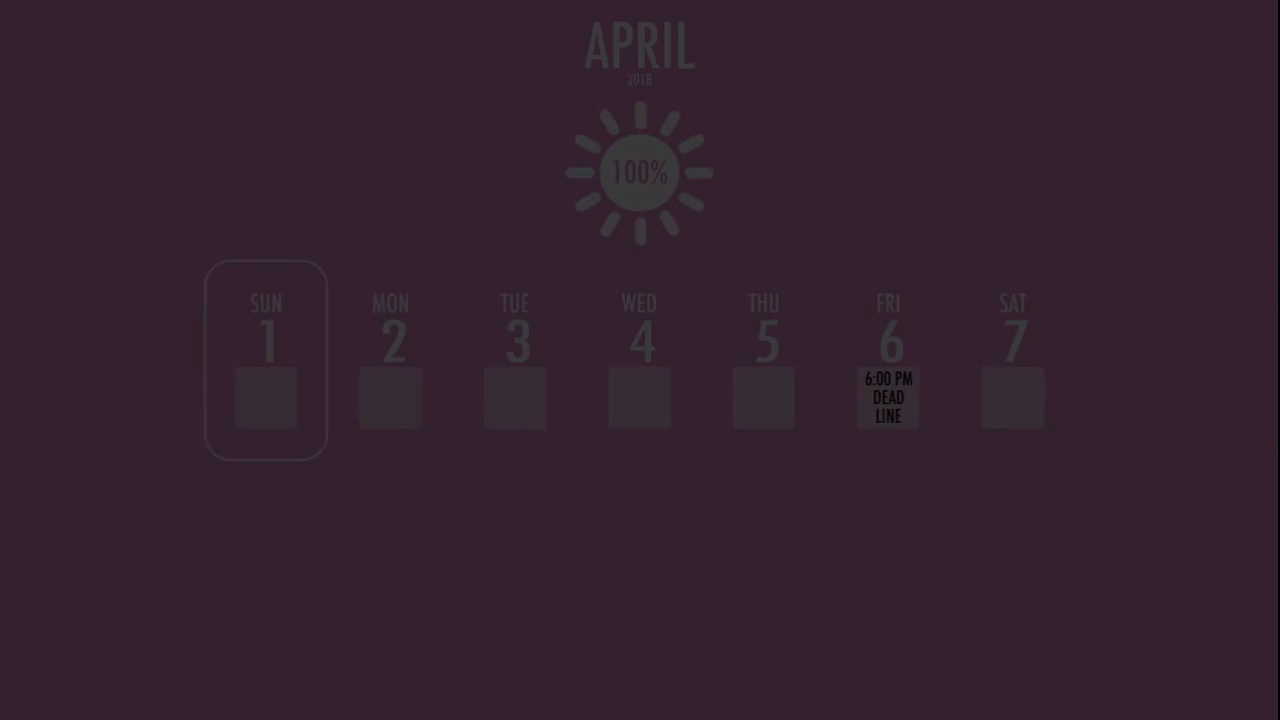 APRIL
2018
100%
SUN MON TUE WED THU FRI SAT
1 2 3 4 5 6 7
6:00 PM
DEAD
LINE